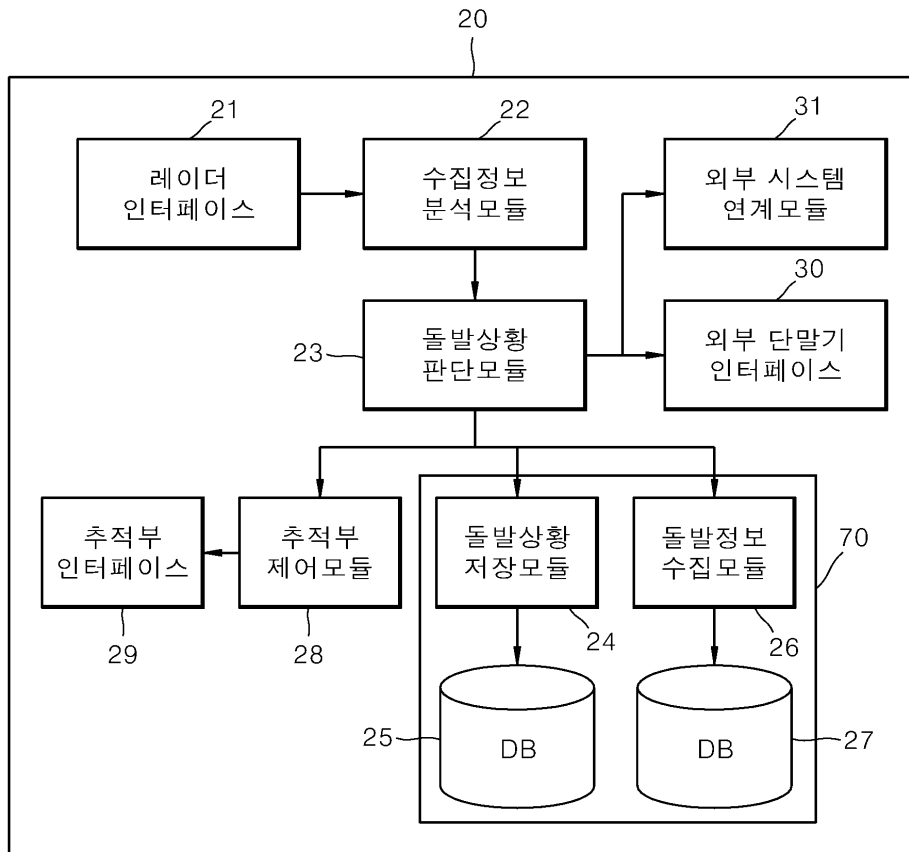 20
21
22
31
레이더
인터페이스
수집정보
분석모듈
외부 시스템
연계모듈
30
23
돌발상황
판단모듈
외부 단말기
인터페이스
추적부
인터페이스
추적부
제어모듈
돌발상황
저장모듈
돌발정보
수집모듈
70
29
28
24
26
25
DB
DB
27